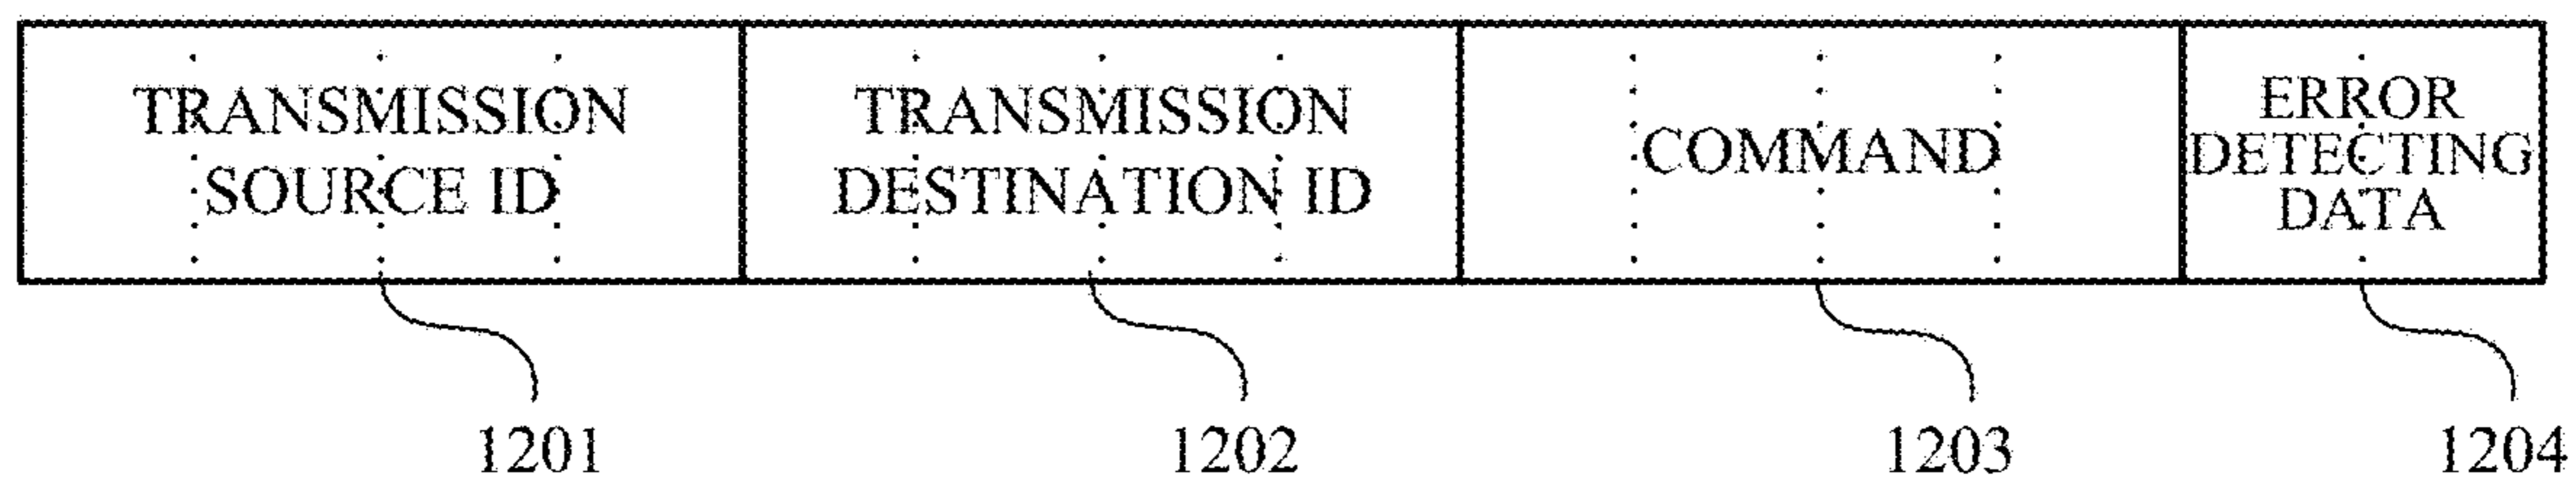 TRANSMISSION
SOURCE ID
TRANSMISSION
DESTINATION ID
COMMAND
ERROR
DETECTING
DATA
1201
1202
1203
1204